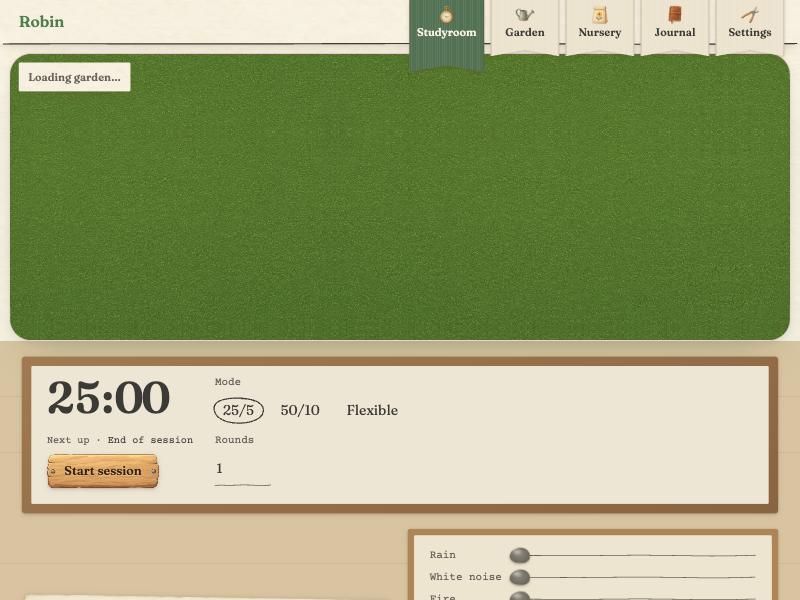 Robin
Studyroom
Garden
Nursery
Journal
Settings
Loading garden...
25:00
Next up · End of session
Start session
Mode
25/5
50/10
Flexible
Rounds
1
Rain
White noise
Fire